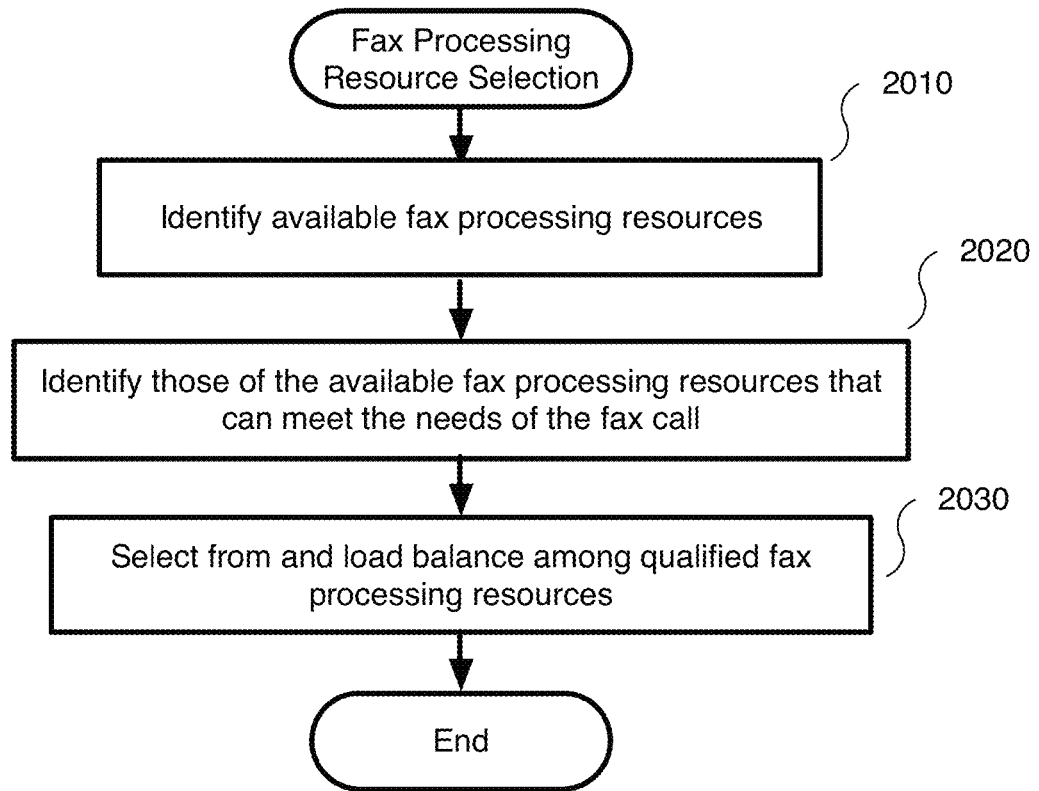 Fax Processing
Resource Selection
2010
Identify available fax processing resources
2020
Identify those of the available fax processing resources that
can meet the needs of the fax call
2030
Select from and load balance among qualified fax
processing resources
End